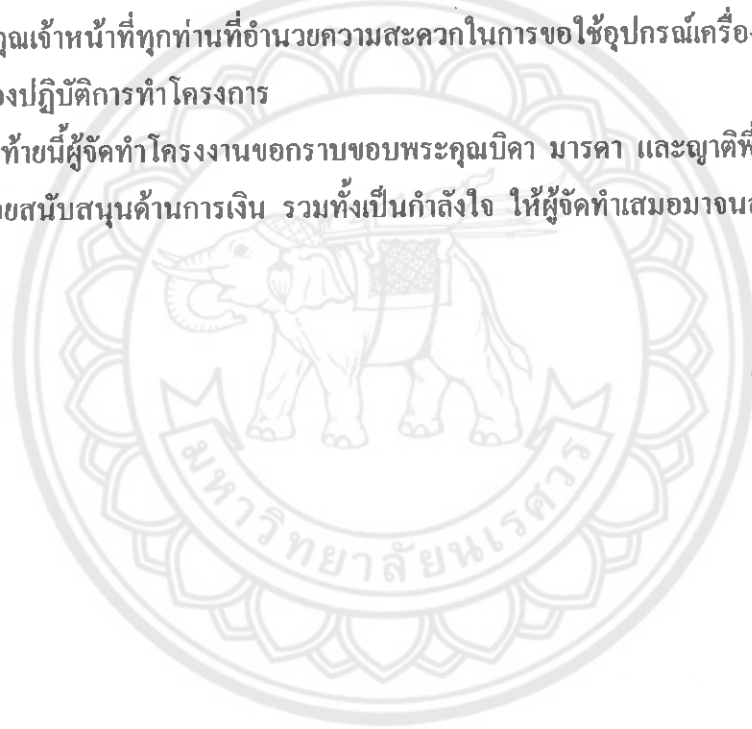 คุณเจ้าหน้าที่ทุกท่านที่อำนวยความสะดวกในการขอใช้อุปกรณ์เครื่อง
องปฏิบัติการทำโครงการ
ท้ายนี้ผู้จัดทำโครงงานขอกราบขอบพระคุณบิดา มารดา และญาติพี่
ยสนับสนุนด้านการเงิน รวมทั้งเป็นกำลังใจ ให้ผู้จัดทำเสมอมาจน
มหาวิทยาลัยนเรศวร